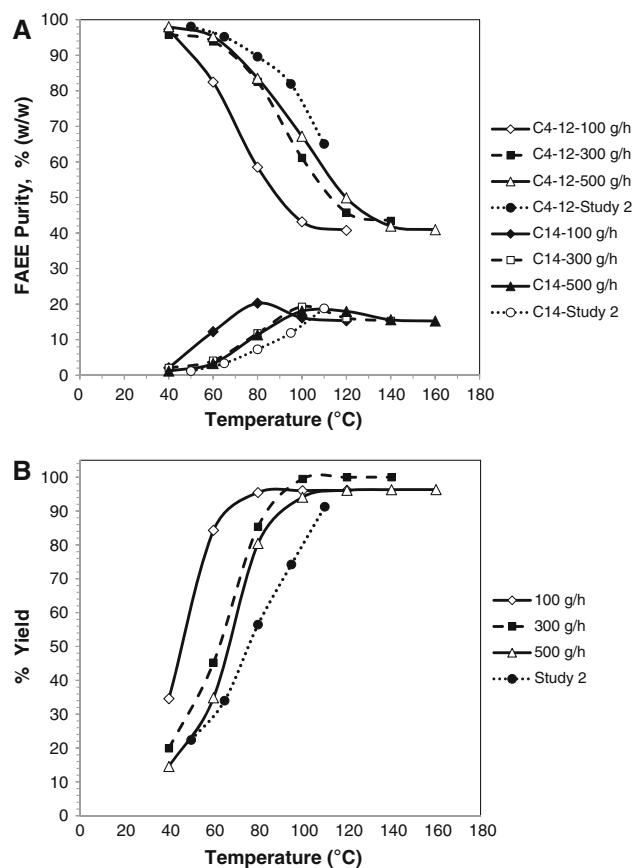 A
FAEE Purity, % (w/w)
100
90
80
70
60
50
40
30
20
10
0
0 20 40 60 80 100 120 140 160 180
Temperature (°C)
C4-12-100 g/h
C4-12-300 g/h
C4-12-500 g/h
C4-12-Study 2
C14-100 g/h
C14-300 g/h
C14-500 g/h
C14-Study 2
B
% Yield
100
90
80
70
60
50
40
30
20
10
0
0 20 40 60 80 100 120 140 160 180
Temperature (°C)
100 g/h
300 g/h
500 g/h
Study 2